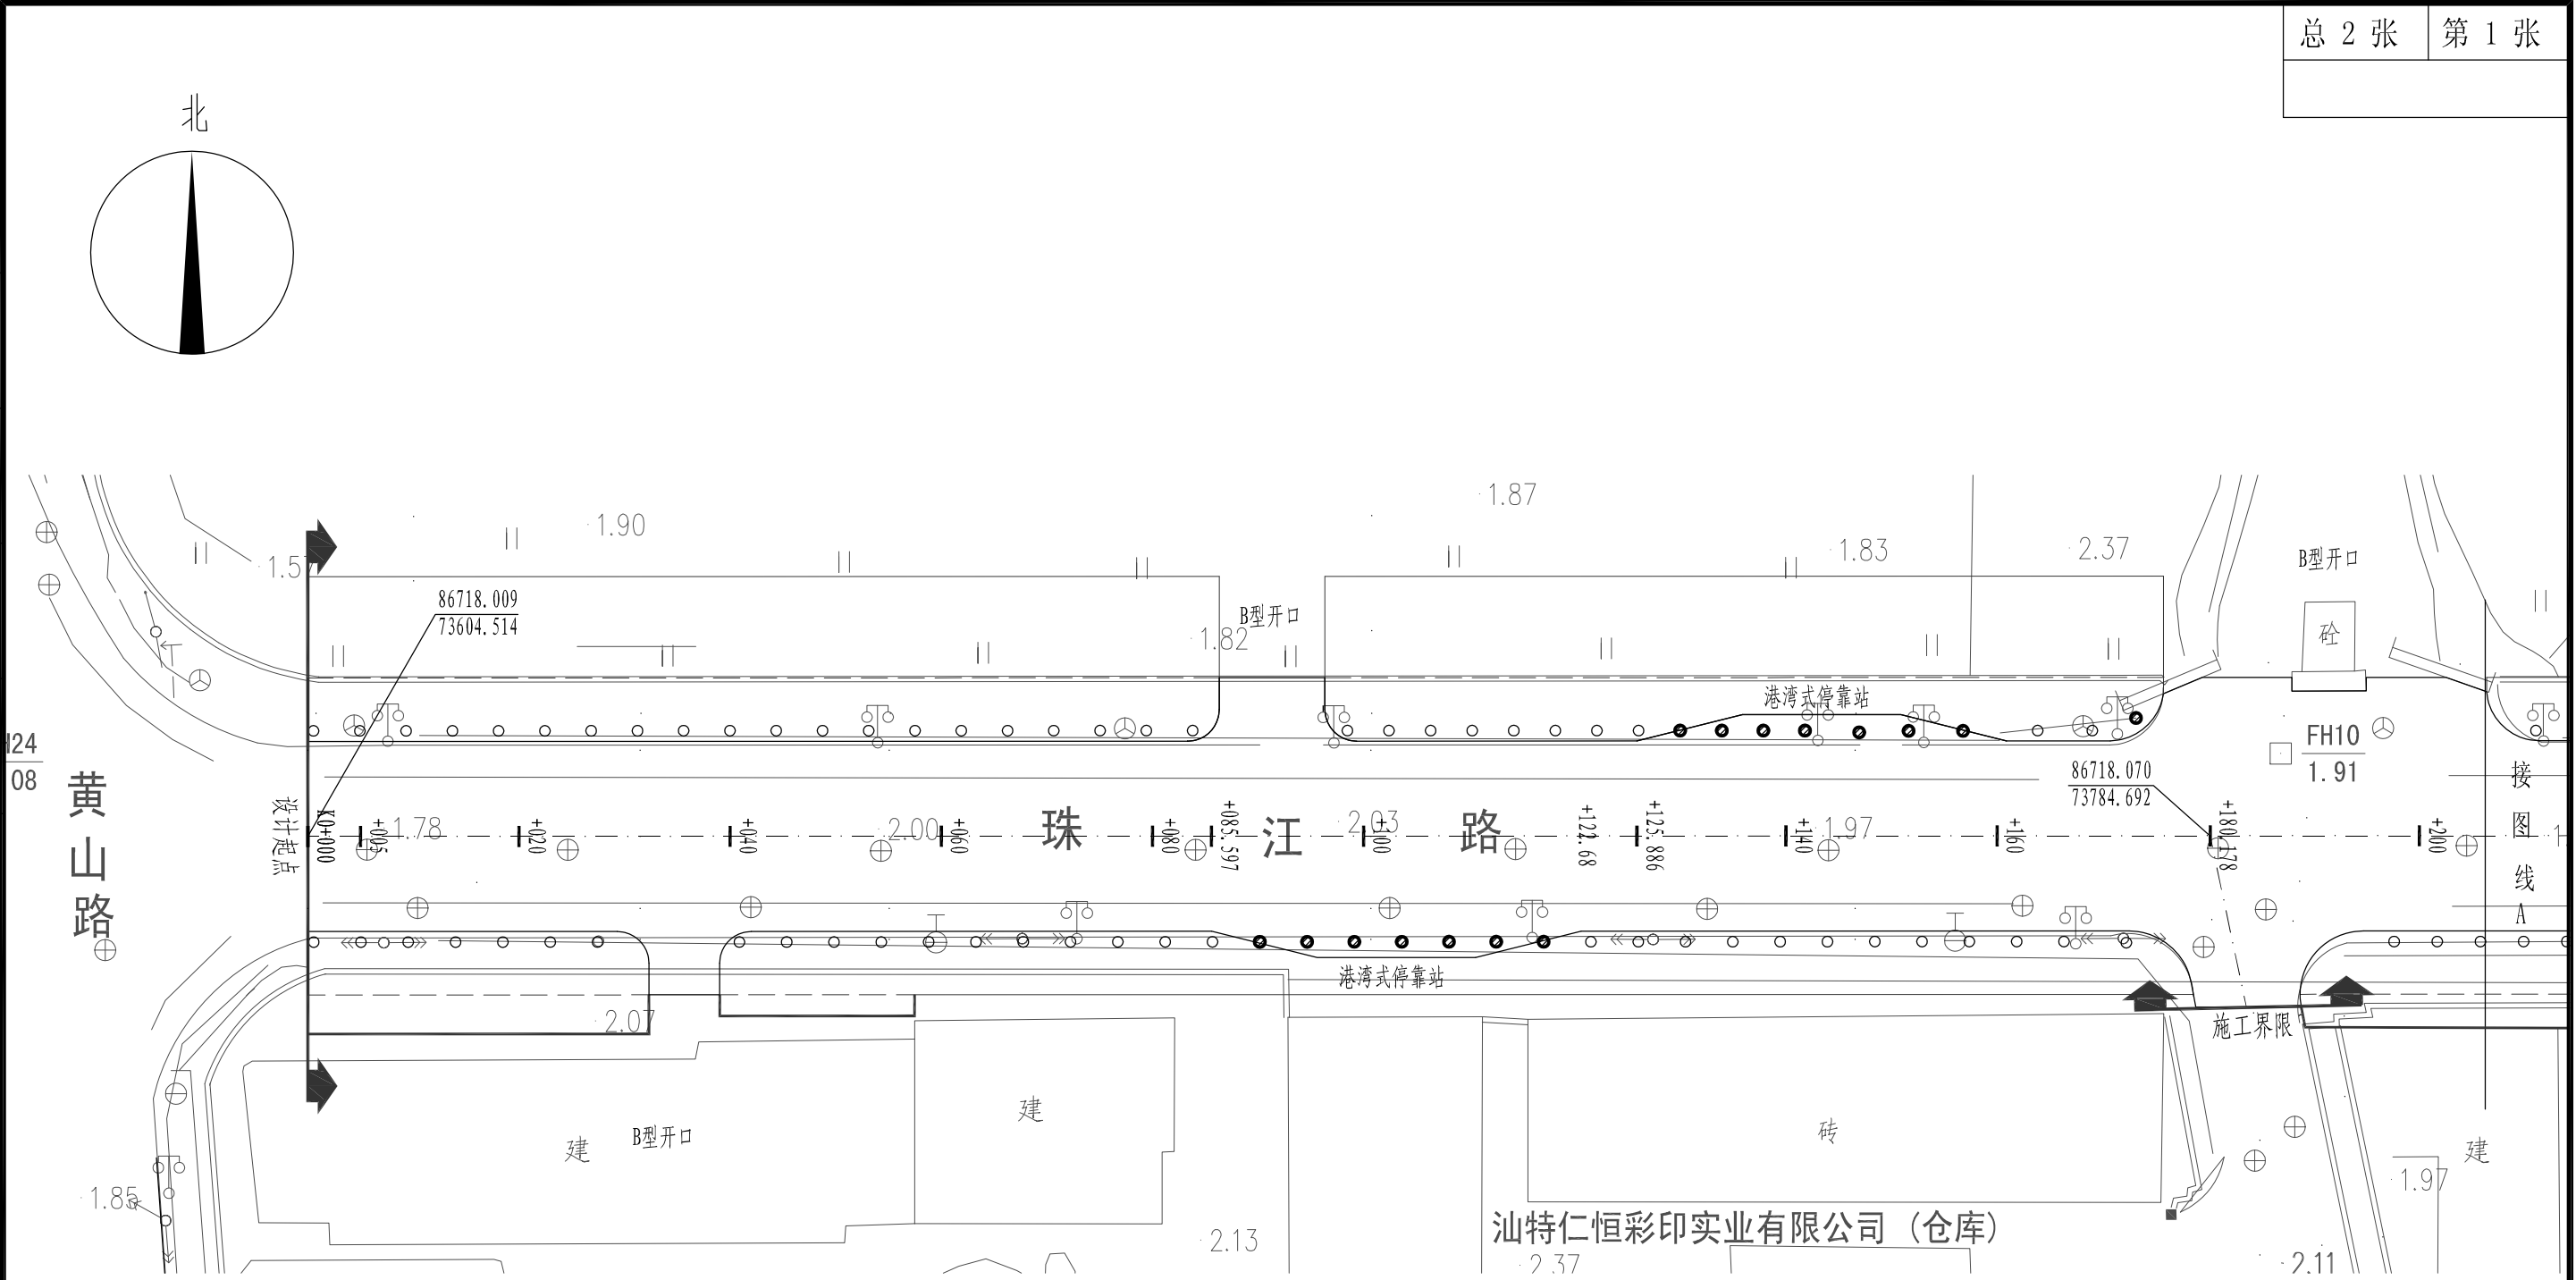 总 2 张
第 1 张
北
1.87
1.90
1.83
2.37
B型开口
1.5
86718.009
73604.514
B型开口
1.82
砼
港湾式停靠站
FH10
1.91
H24
08
黄山路
86718.070
73784.692
接图线A
设计起点
K0+000
+005
1.78
+020
+040
2.00
+060
珠江路
+080
+085.597
2.03
+100
+122.68
+125.886
+140
1.97
+160
+180.178
+200
1.
港湾式停靠站
2.07
施工界限
建
B型开口
建
砖
建
1.85
1.97
2.13
汕特仁恒彩印实业有限公司（仓库）
2.37
2.11